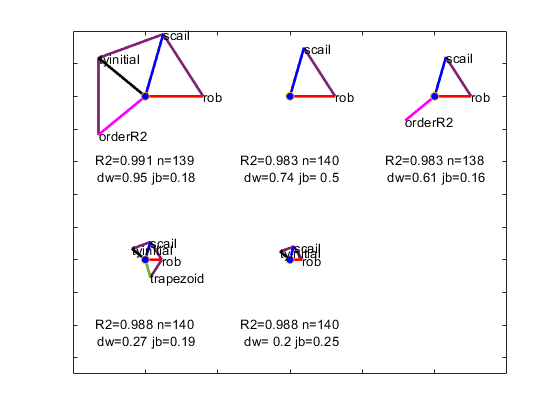 scail
tyinitial
rob
orderR2
R2=0.991 n=139
dw=0.95 jb=0.18
scail
rob
R2=0.983 n=140
dw=0.74 jb= 0.5
scail
rob
orderR2
R2=0.983 n=138
dw=0.61 jb=0.16
scail
tyinitial
rob
trapezoid
R2=0.988 n=140
dw=0.27 jb=0.19
scail
tyinitial
rob
R2=0.988 n=140
dw= 0.2 jb=0.25